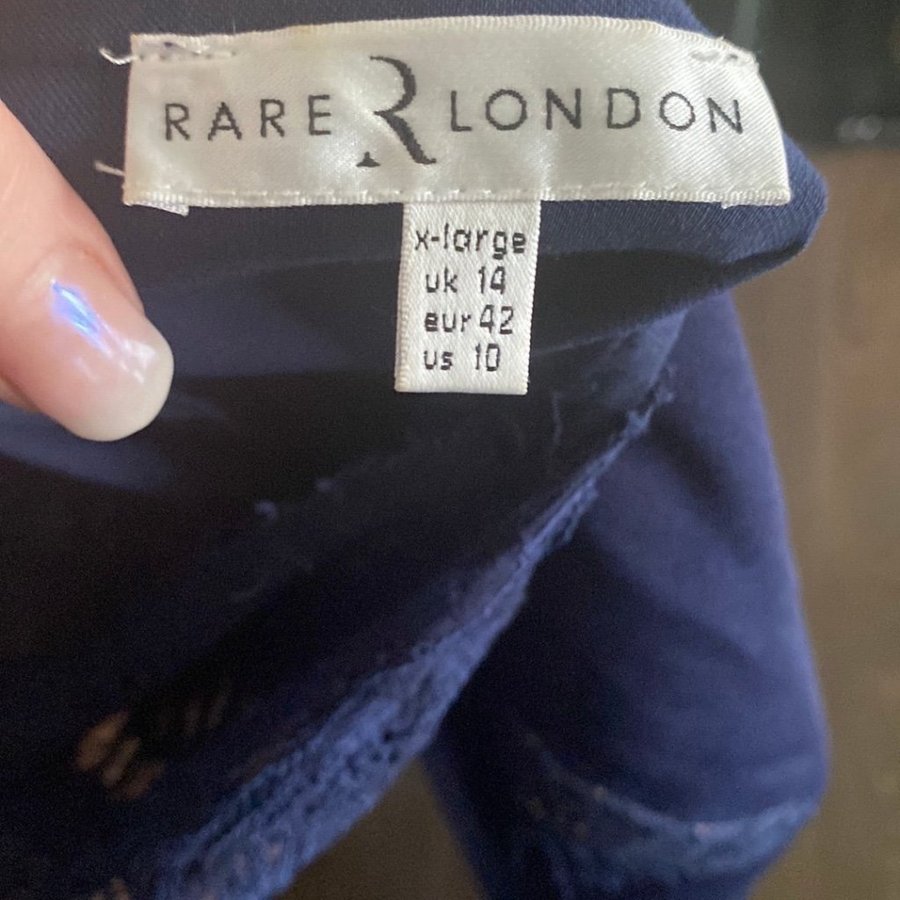 RARE R LONDON
x-large
uk 14
eur 42
us 10